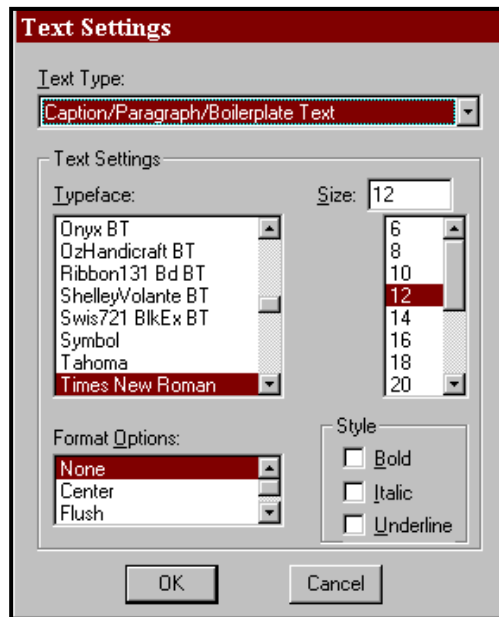 Text Settings
Text Type:
Caption/Paragraph/Boilerplate Text
Text Settings
Typeface:
Onyx BT
OzHandicraft BT
Ribbon131 Bd BT
ShelleyVolante BT
Swis721 BlkEx BT
Symbol
Tahoma
Times New Roman
Size: 12
6
8
10
12
14
16
18
20
Format Options:
None
Center
Flush
Style
Bold
Italic
Underline
OK Cancel